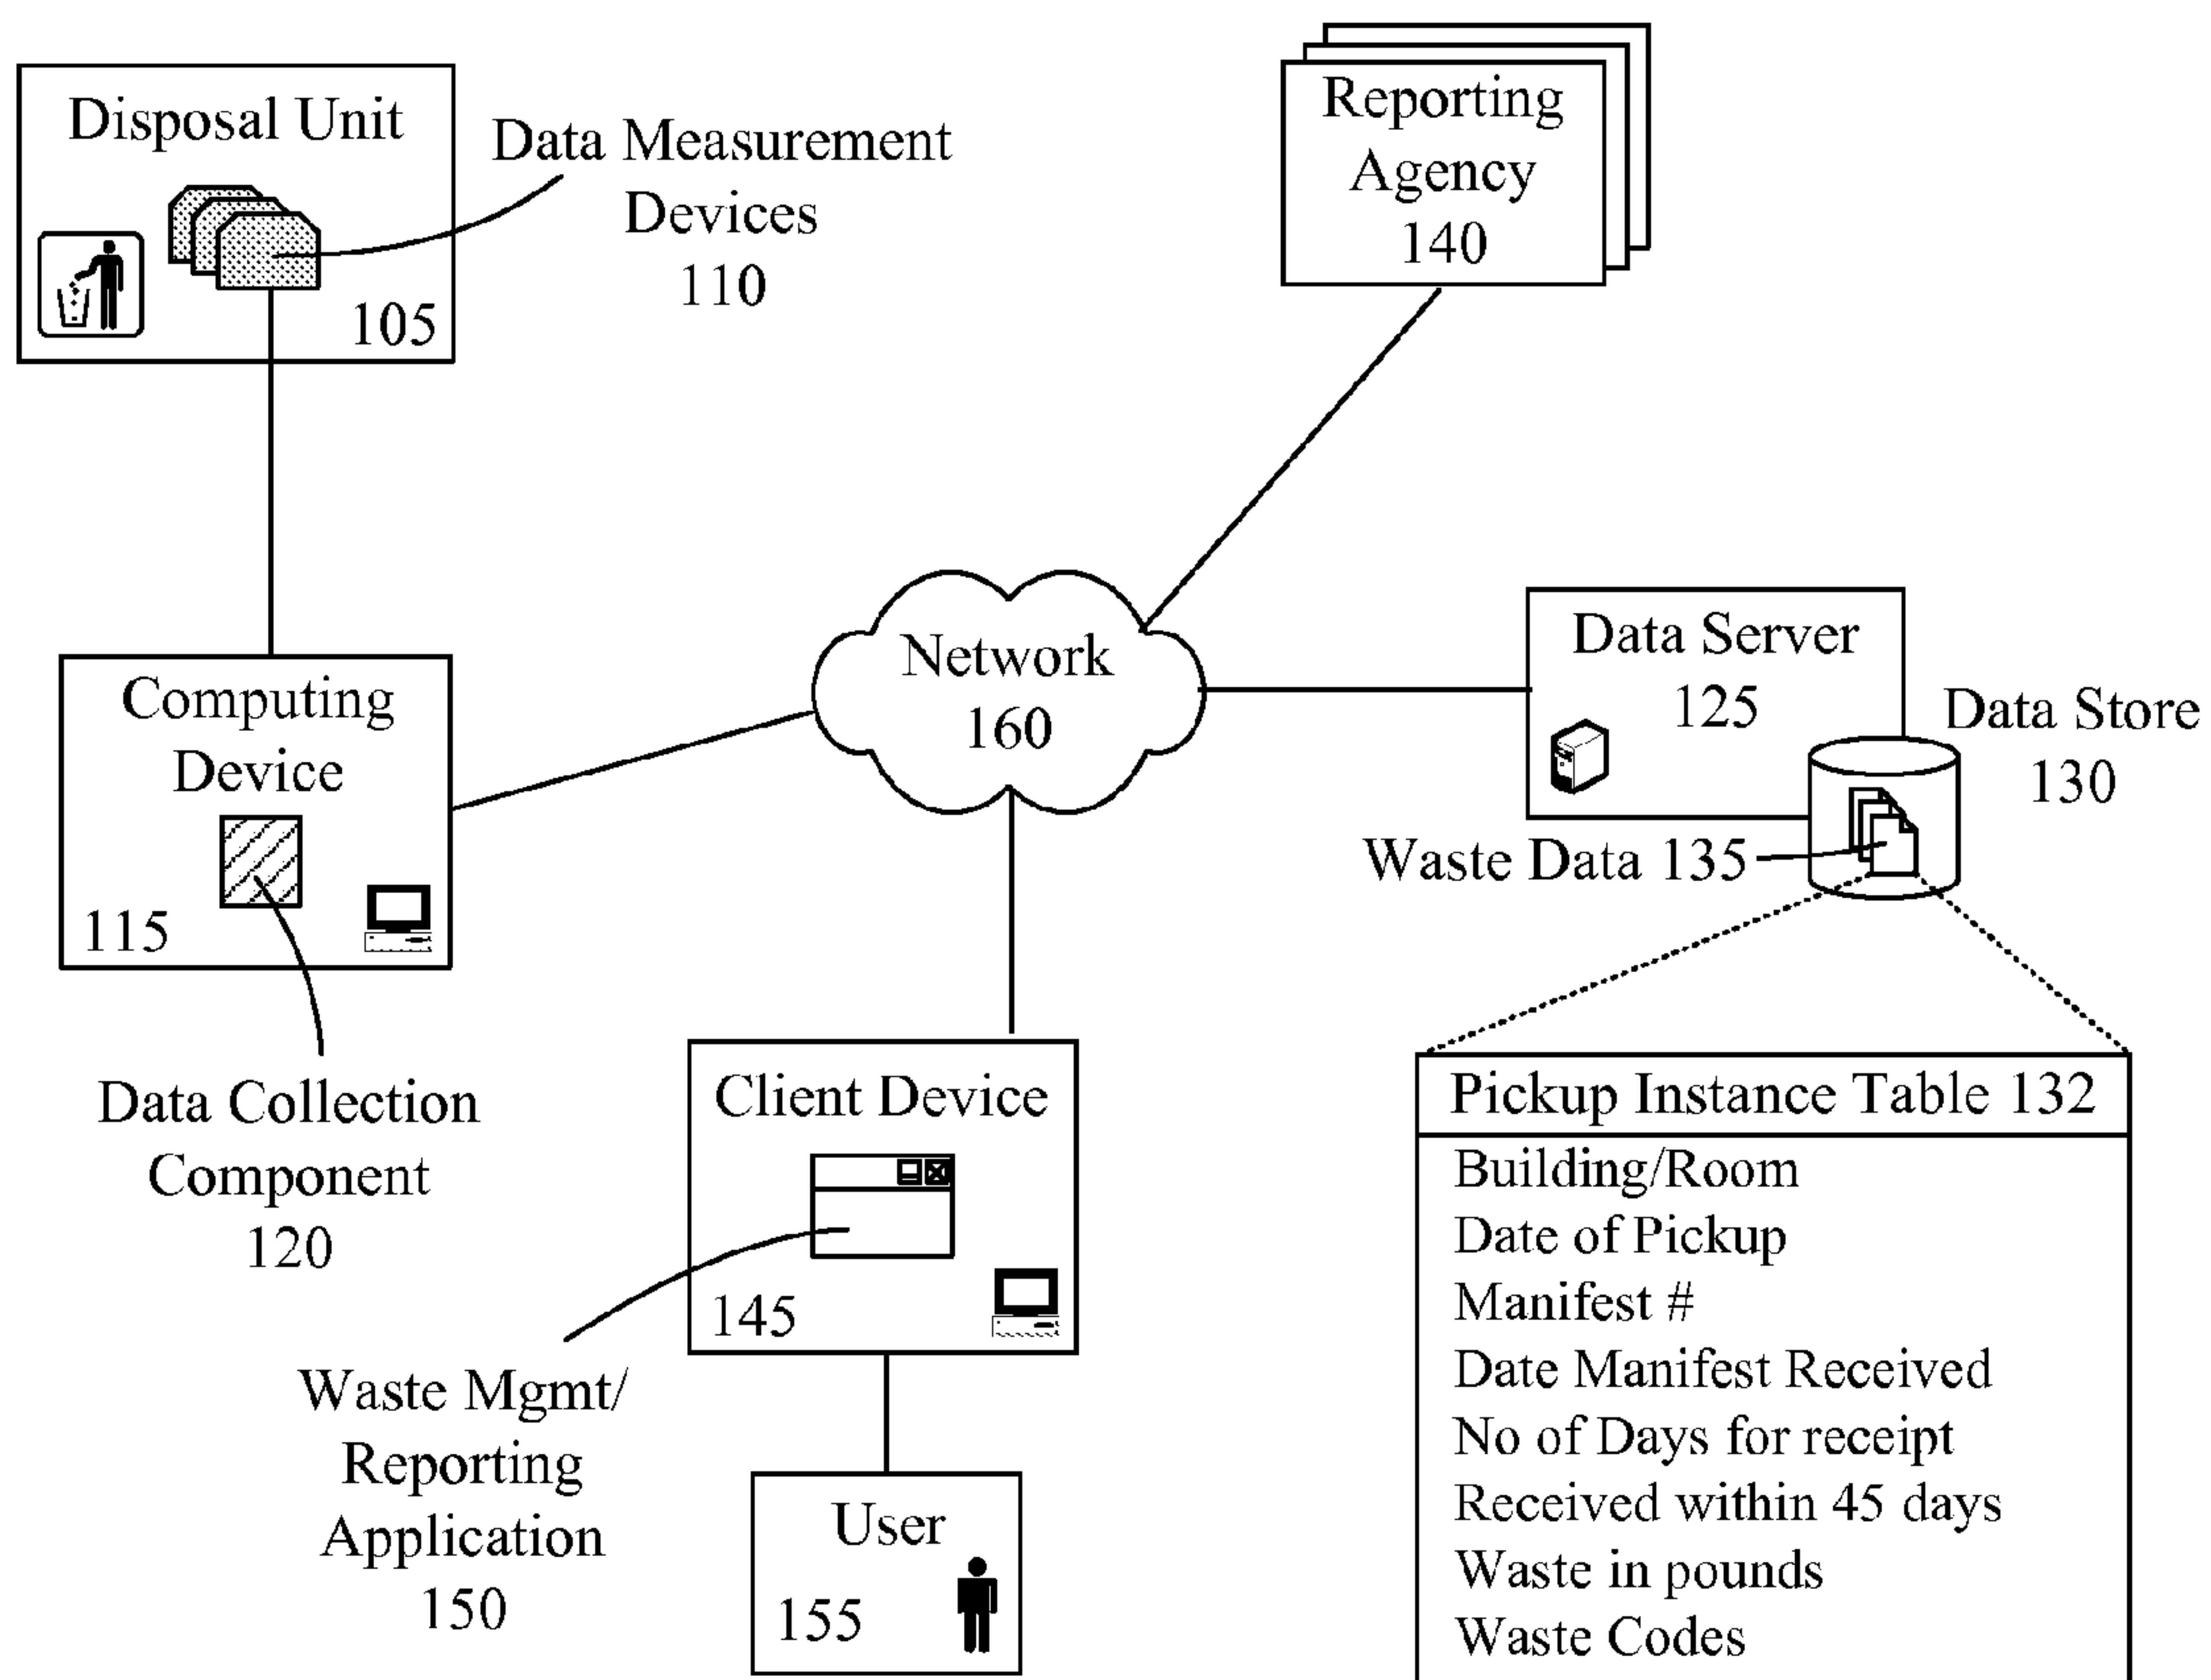 Disposal Unit
105
Data Measurement
Devices
110
Reporting
Agency
140
Computing
Device
115
Data Collection
Component
120
Network
160
Data Server
125
Data Store
130
Waste Data 135
Client Device
145
Waste Mgmt/
Reporting
Application
150
User
155
Pickup Instance Table 132
Building/Room
Date of Pickup
Manifest #
Date Manifest Received
No of Days for receipt
Received within 45 days
Waste in pounds
Waste Codes